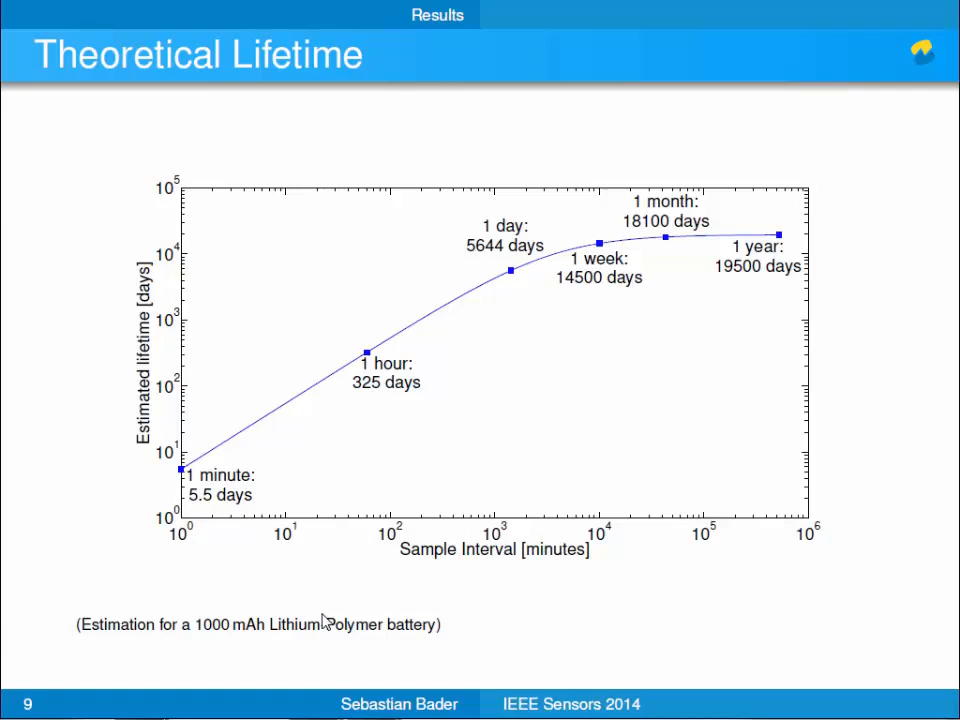 Results
Theoretical Lifetime
10^5
10^4
10^3
10^2
10^1
10^0
Estimated lifetime [days]
1 minute:
5.5 days
1 hour:
325 days
1 day:
5644 days
1 week:
14500 days
1 month:
18100 days
1 year:
19500 days
10^0 10^1 10^2 10^3 10^4 10^5 10^6
Sample Interval [minutes]
(Estimation for a 1000 mAh Lithium Polymer battery)
9 Sebastian Bader IEEE Sensors 2014